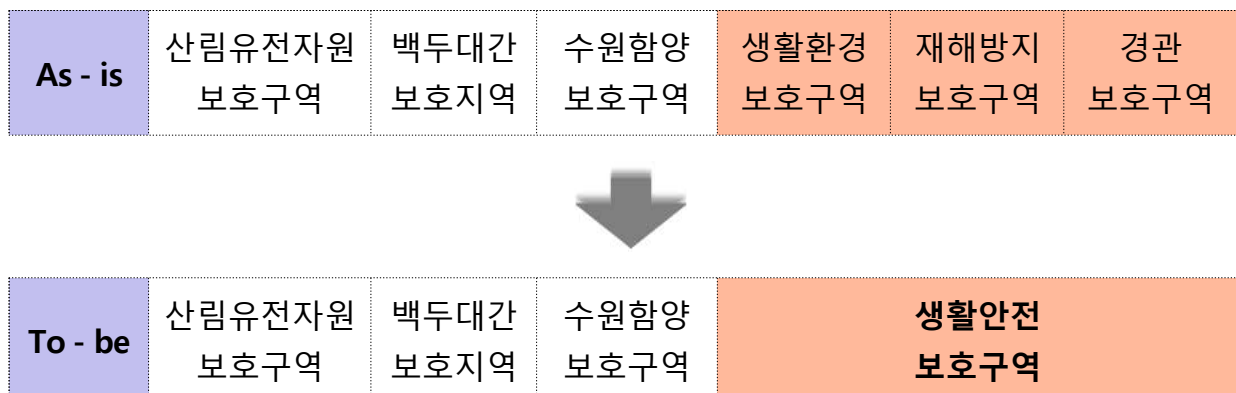 As - is
산림유전자원
보호구역
백두대간
보호지역
수원함양
보호구역
생활환경
보호구역
재해방지
보호구역
경관
보호구역
To - be
산림유전자원
보호구역
백두대간
보호지역
수원함양
보호구역
생활안전
보호구역